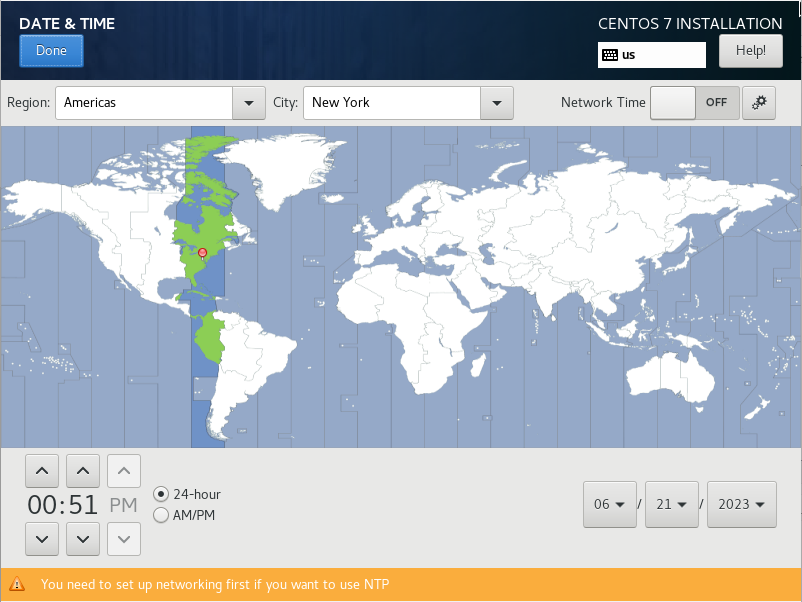 DATE & TIME
CENTOS 7 INSTALLATION
Done
us
Help!
Region: Americas City: New York Network Time OFF
00:51 PM
24-hour
AM/PM
06 / 21 / 2023
You need to set up networking first if you want to use NTP